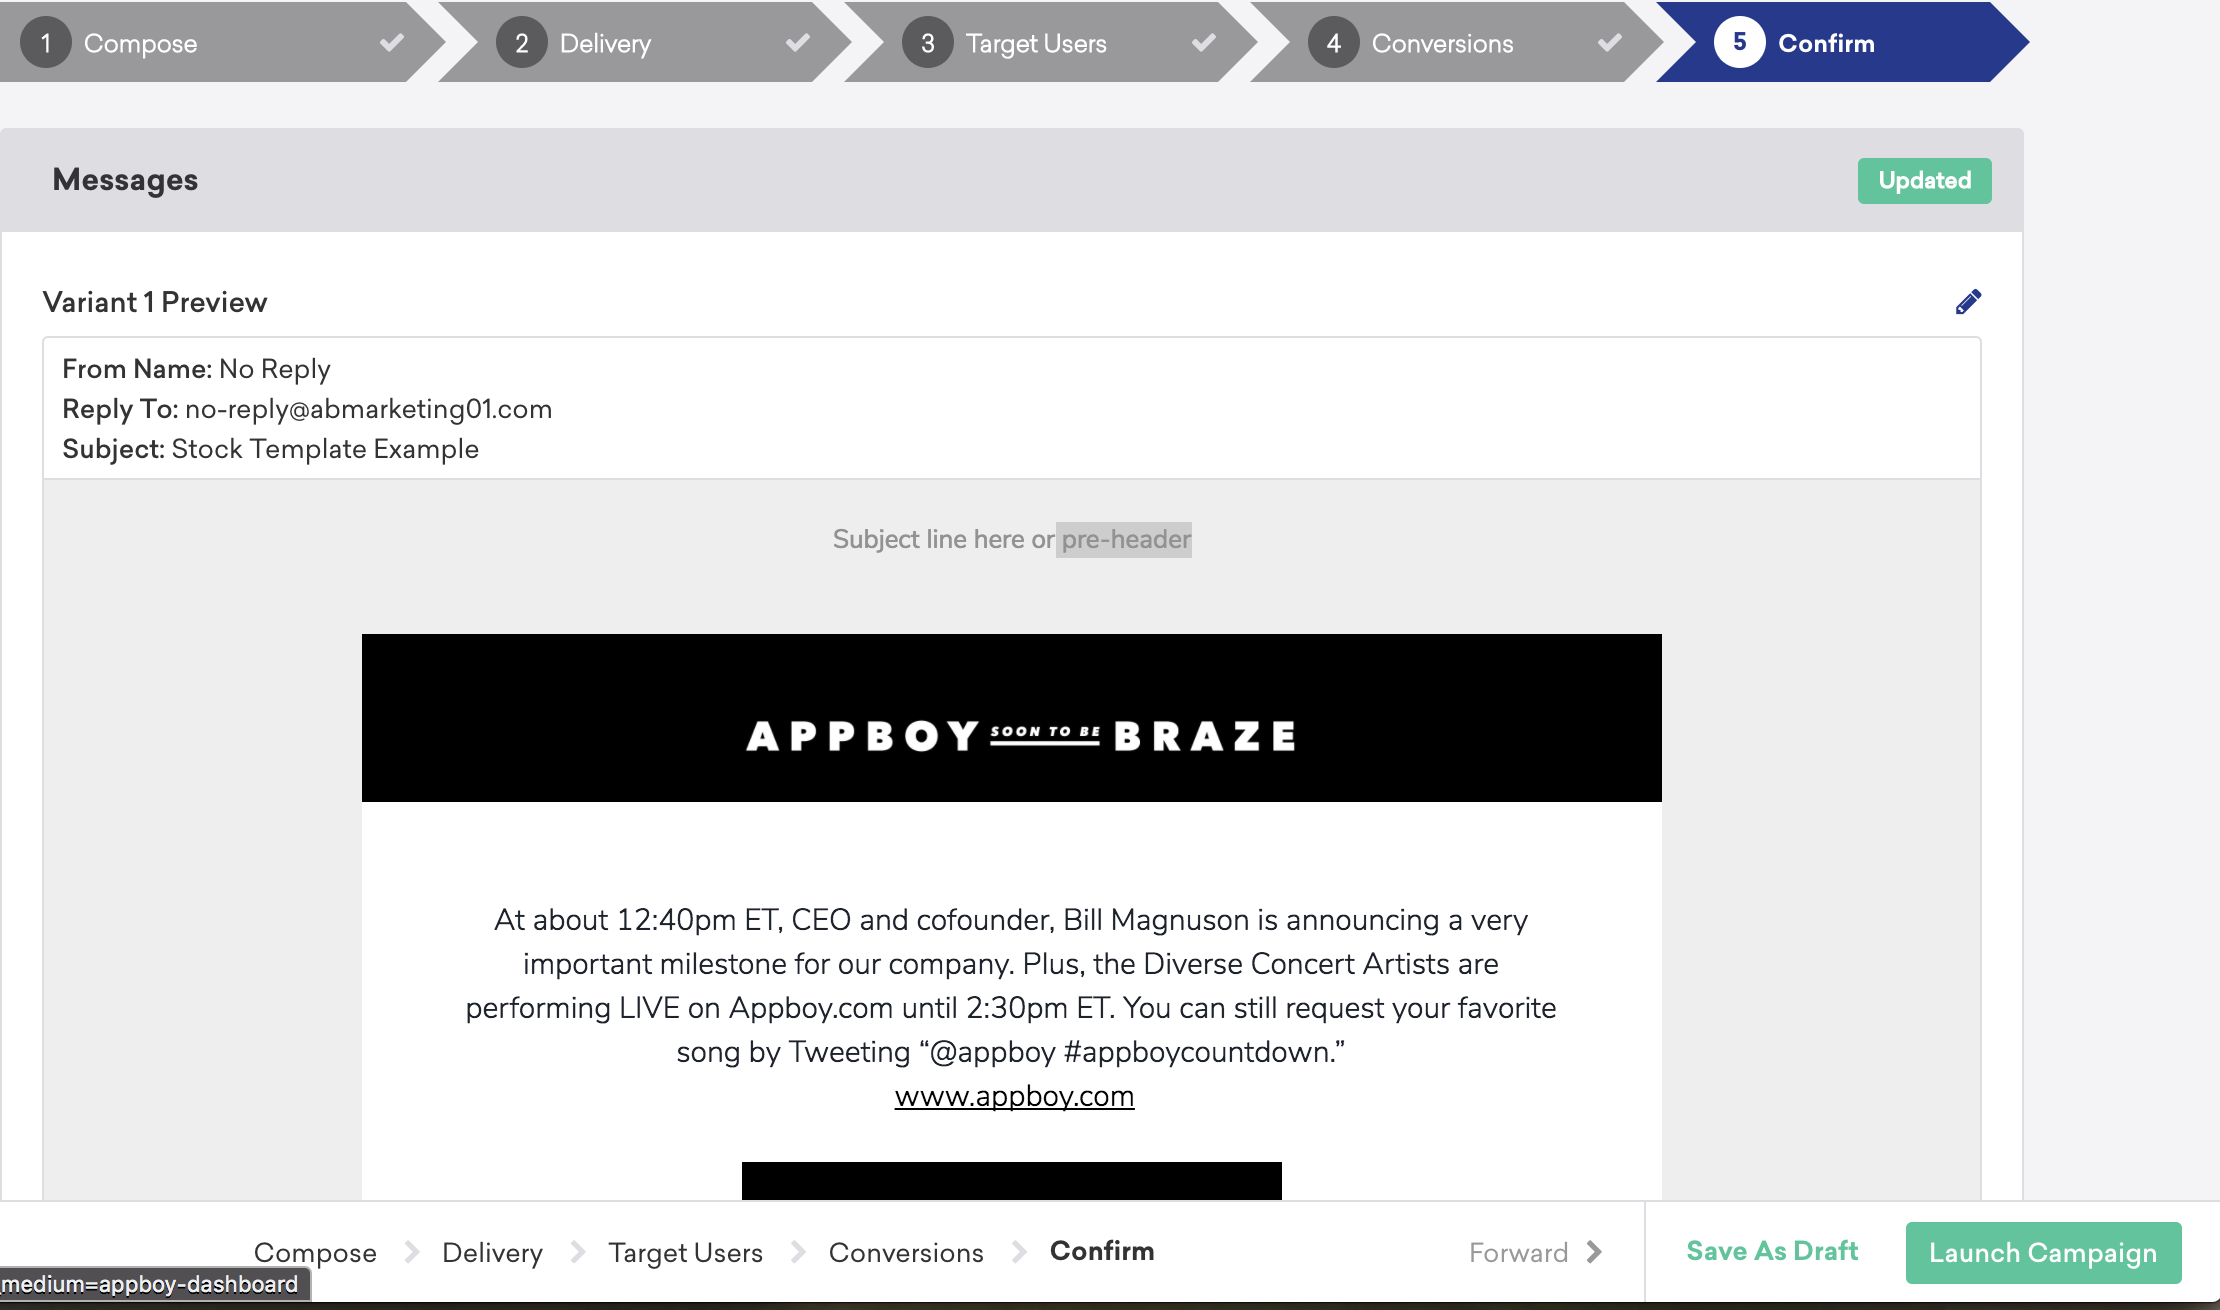 1 Compose
2 Delivery
3 Target Users
4 Conversions
5 Confirm
Messages
Updated
Variant 1 Preview
From Name: No Reply
Reply To: no-reply@abmarketing01.com
Subject: Stock Template Example
Subject line here or pre-header
APPBOY SOON TO BE BRAZE
At about 12:40pm ET, CEO and cofounder, Bill Magnuson is announcing a very
important milestone for our company. Plus, the Diverse Concert Artists are
performing LIVE on Appboy.com until 2:30pm ET. You can still request your favorite
song by Tweeting “@appboy #appboycountdown.”
www.appboy.com
Compose Delivery Target Users Conversions Confirm
Forward
Save As Draft
Launch Campaign
medium=appboy-dashboard